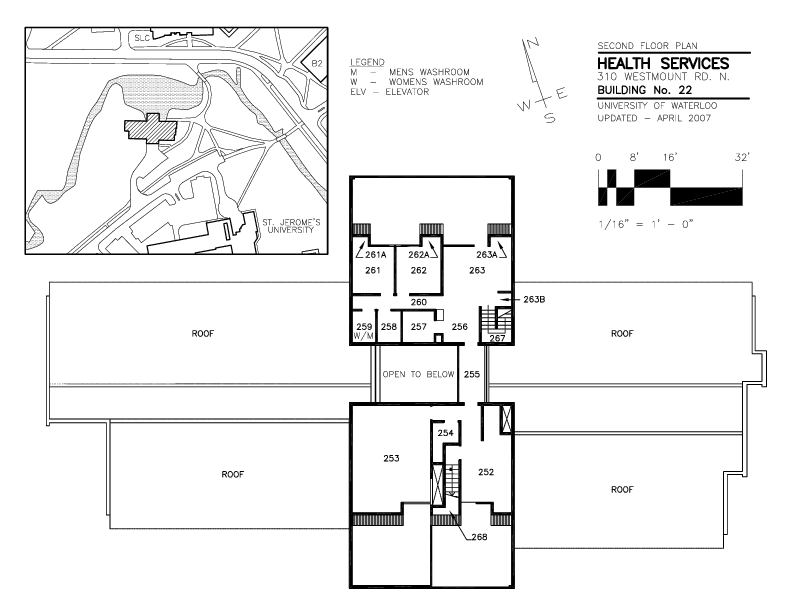 SLC
B2
ST. JEROME'S
UNIVERSITY
LEGEND
M – MENS WASHROOM
W – WOMENS WASHROOM
ELV – ELEVATOR
N
W E
S
SECOND FLOOR PLAN
HEALTH SERVICES
310 WESTMOUNT RD. N.
BUILDING No. 22
UNIVERSITY OF WATERLOO
UPDATED – APRIL 2007
0 8' 16' 32'
1/16" = 1' – 0"
261A 262A 263A
261 262 263
260 263B
259 258 257 256 267
W/M
ROOF ROOF
OPEN TO BELOW 255
254
253 252
ROOF ROOF
268